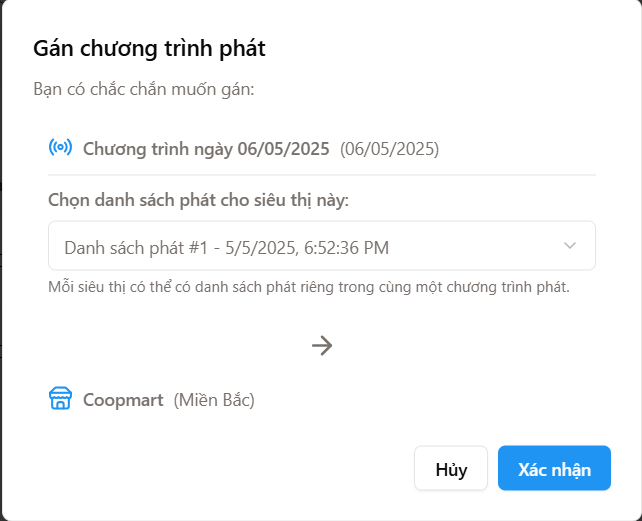 Gán chương trình phát
Bạn có chắc chắn muốn gán:
Chương trình ngày 06/05/2025 (06/05/2025)
Chọn danh sách phát cho siêu thị này:
Danh sách phát #1 - 5/5/2025, 6:52:36 PM
Mỗi siêu thị có thể có danh sách phát riêng trong cùng một chương trình phát.
Coopmart (Miền Bắc)
Hủy Xác nhận